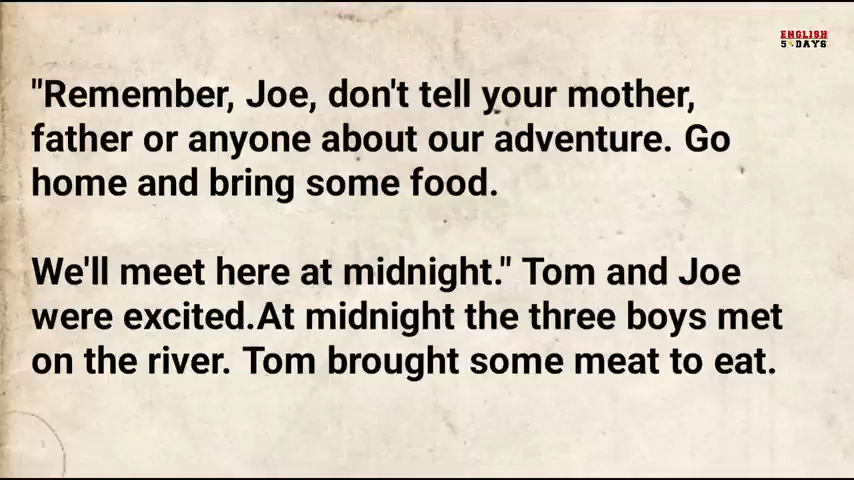 ENGLISH
5 DAYS
"Remember, Joe, don't tell your mother,
father or anyone about our adventure. Go
home and bring some food.
We'll meet here at midnight." Tom and Joe
were excited.At midnight the three boys met
on the river. Tom brought some meat to eat.